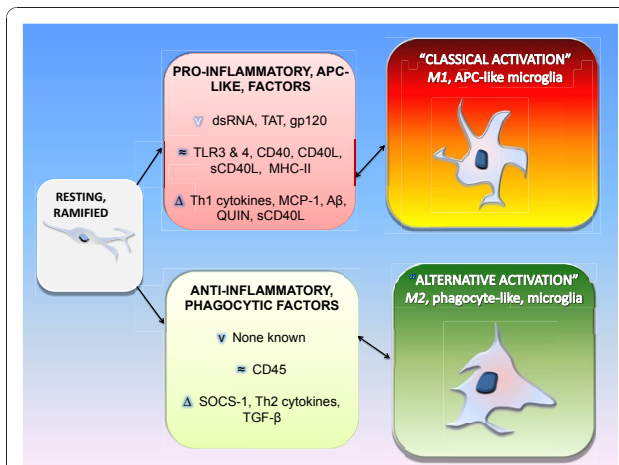 PRO-INFLAMMATORY, APC-
LIKE, FACTORS
v dsRNA, TAT, gp120
≈ TLR3 & 4, CD40, CD40L,
sCD40L, MHC-II
Δ Th1 cytokines, MCP-1, Aβ,
QUIN, sCD40L
“CLASSICAL ACTIVATION”
M1, APC-like microglia
RESTING,
RAMIFIED
ANTI-INFLAMMATORY,
PHAGOCYTIC FACTORS
v None known
≈ CD45
Δ SOCS-1, Th2 cytokines,
TGF-β
“ALTERNATIVE ACTIVATION”
M2, phagocyte-like, microglia